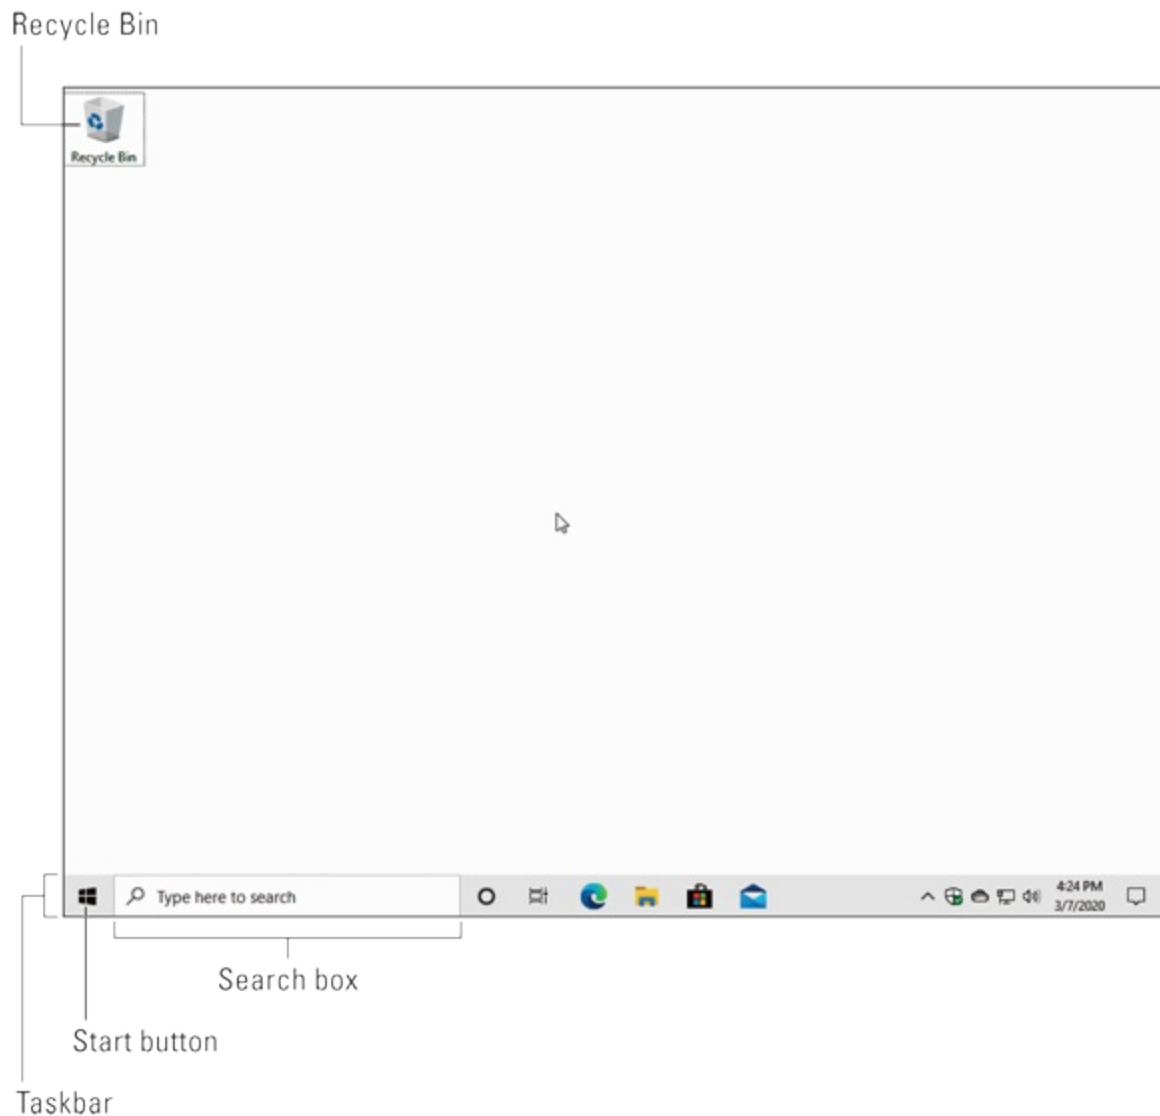 Recycle Bin
Recycle Bin
Type here to search
4:24 PM
3/7/2020
Search box
Start button
Taskbar